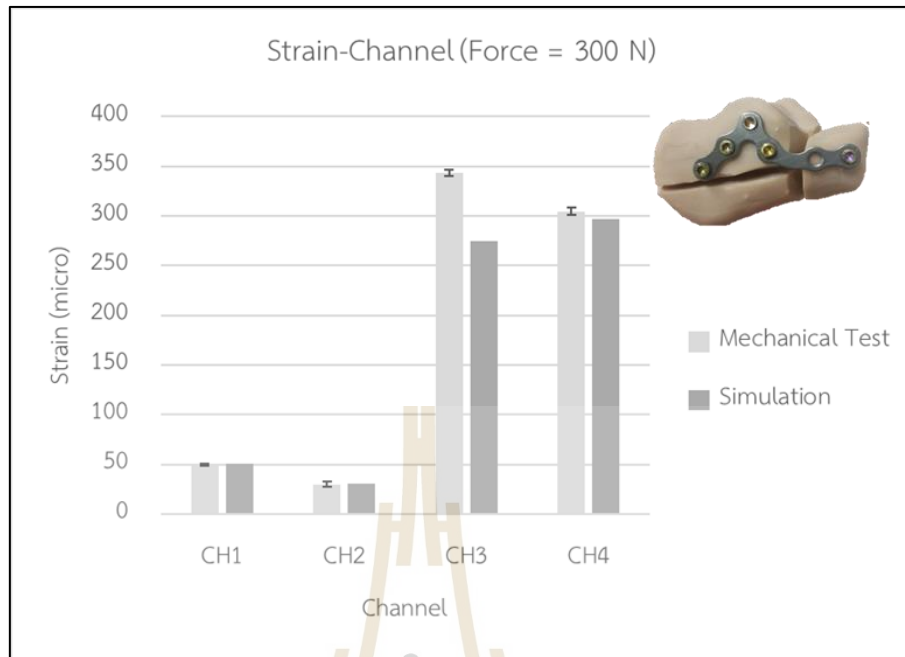 Strain-Channel (Force = 300 N)
400
350
300
250
200
150
100
50
0
Strain (micro)
CH1 CH2 CH3 CH4
Channel
Mechanical Test
Simulation